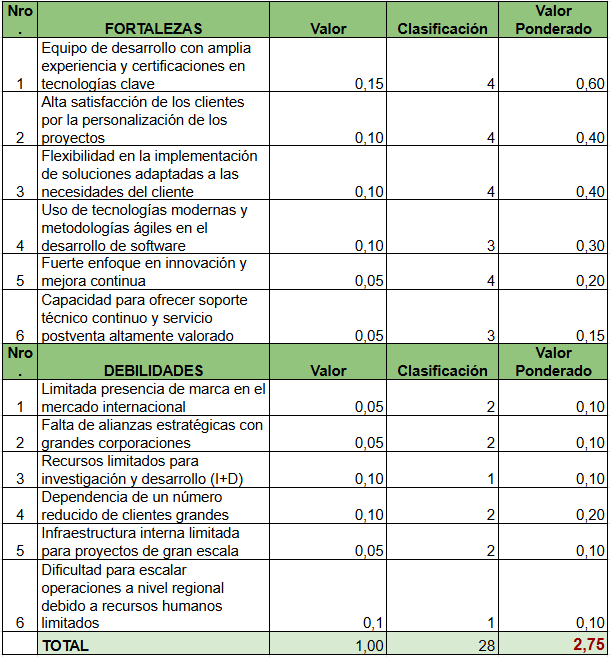 Nro
. FORTALEZAS Valor Clasificación Valor
Ponderado
1 Equipo de desarrollo con amplia
experiencia y certificaciones en
tecnologías clave 0,15 4 0,60
2 Alta satisfacción de los clientes
por la personalización de los
proyectos 0,10 4 0,40
3 Flexibilidad en la implementación
de soluciones adaptadas a las
necesidades del cliente 0,10 4 0,40
4 Uso de tecnologías modernas y
metodologías ágiles en el
desarrollo de software 0,10 3 0,30
5 Fuerte enfoque en innovación y
mejora continua 0,05 4 0,20
6 Capacidad para ofrecer soporte
técnico continuo y servicio
postventa altamente valorado 0,05 3 0,15
Nro
. DEBILIDADES Valor Clasificación Valor
Ponderado
1 Limitada presencia de marca en el
mercado internacional 0,05 2 0,10
2 Falta de alianzas estratégicas con
grandes corporaciones 0,05 2 0,10
3 Recursos limitados para
investigación y desarrollo (I+D) 0,10 1 0,10
4 Dependencia de un número
reducido de clientes grandes 0,10 2 0,20
5 Infraestructura interna limitada
para proyectos de gran escala 0,05 2 0,10
6 Dificultad para escalar
operaciones a nivel regional
debido a recursos humanos
limitados 0,1 1 0,10
TOTAL 1,00 28 2,75